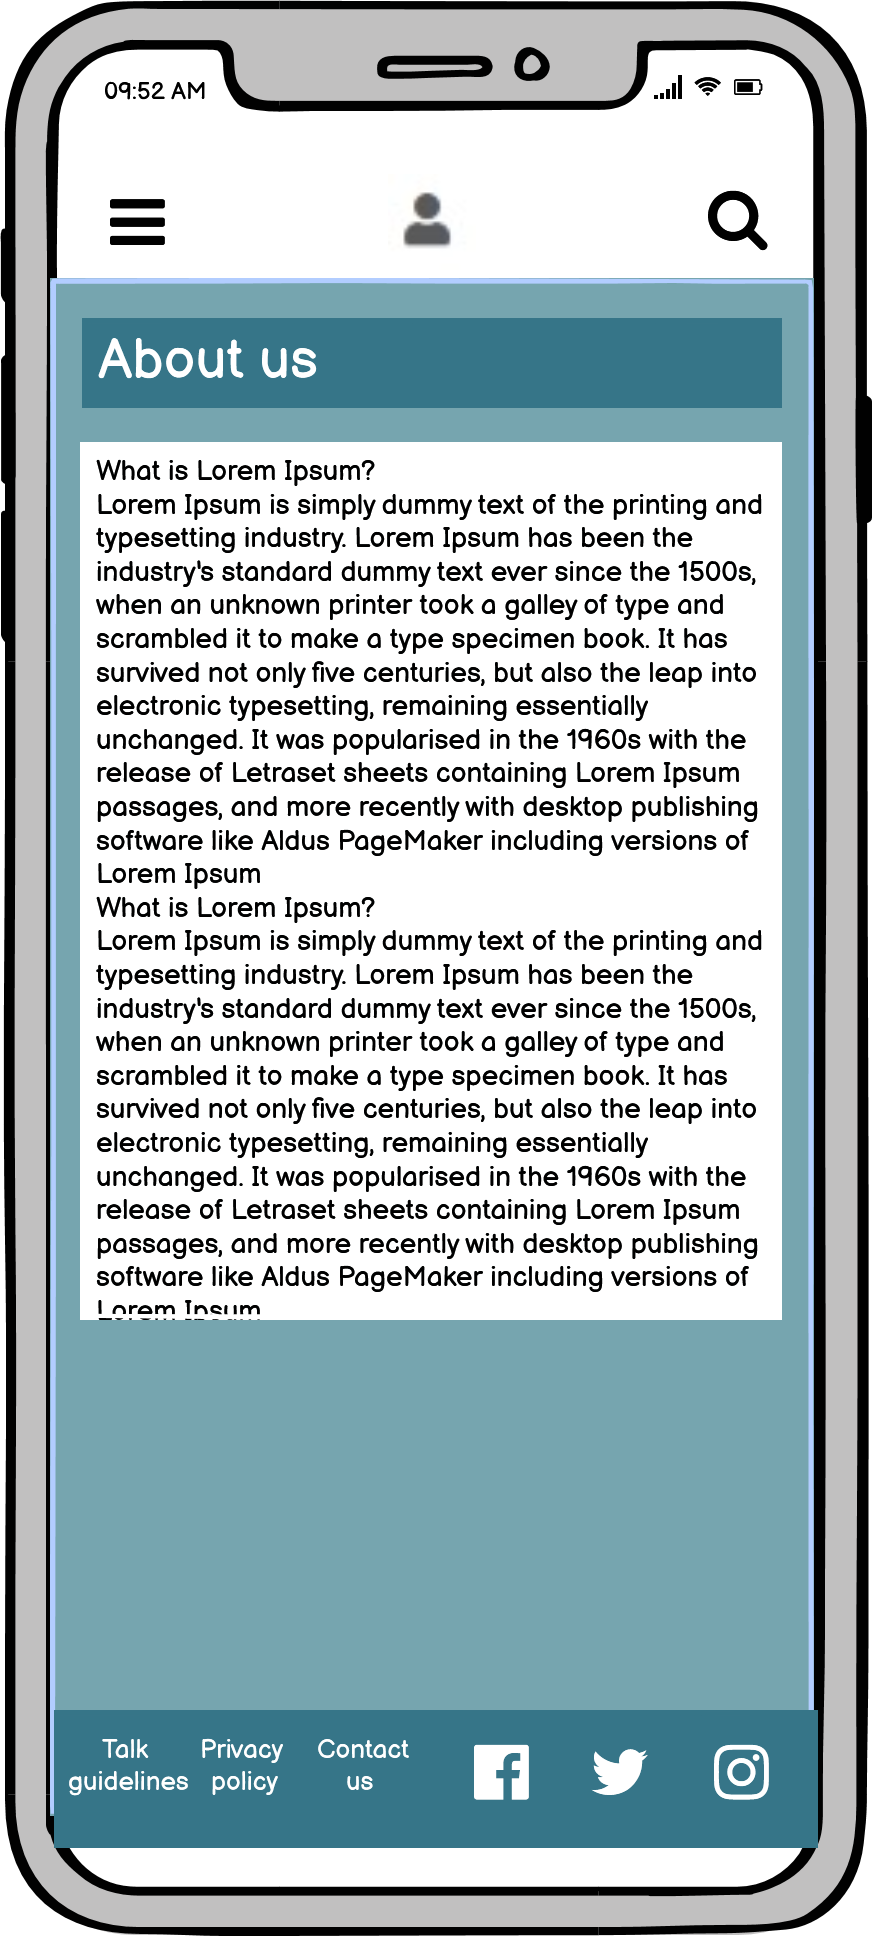 09:52 AM
About us
What is Lorem Ipsum?
Lorem Ipsum is simply dummy text of the printing and
typesetting industry. Lorem Ipsum has been the
industry's standard dummy text ever since the 1500s,
when an unknown printer took a galley of type and
scrambled it to make a type specimen book. It has
survived not only five centuries, but also the leap into
electronic typesetting, remaining essentially
unchanged. It was popularised in the 1960s with the
release of Letraset sheets containing Lorem Ipsum
passages, and more recently with desktop publishing
software like Aldus PageMaker including versions of
Lorem Ipsum
What is Lorem Ipsum?
Lorem Ipsum is simply dummy text of the printing and
typesetting industry. Lorem Ipsum has been the
industry's standard dummy text ever since the 1500s,
when an unknown printer took a galley of type and
scrambled it to make a type specimen book. It has
survived not only five centuries, but also the leap into
electronic typesetting, remaining essentially
unchanged. It was popularised in the 1960s with the
release of Letraset sheets containing Lorem Ipsum
passages, and more recently with desktop publishing
software like Aldus PageMaker including versions of
Lorem Ipsum
Talk
guidelines
Privacy
policy
Contact
us